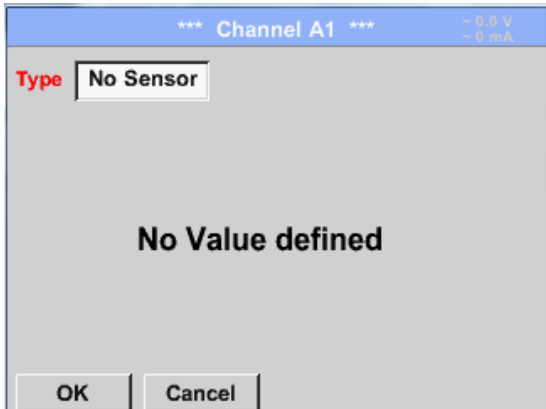 *** Channel A1 ***
~ 0.0 V
~ 0 mA
Type No Sensor
No Value defined
OK Cancel